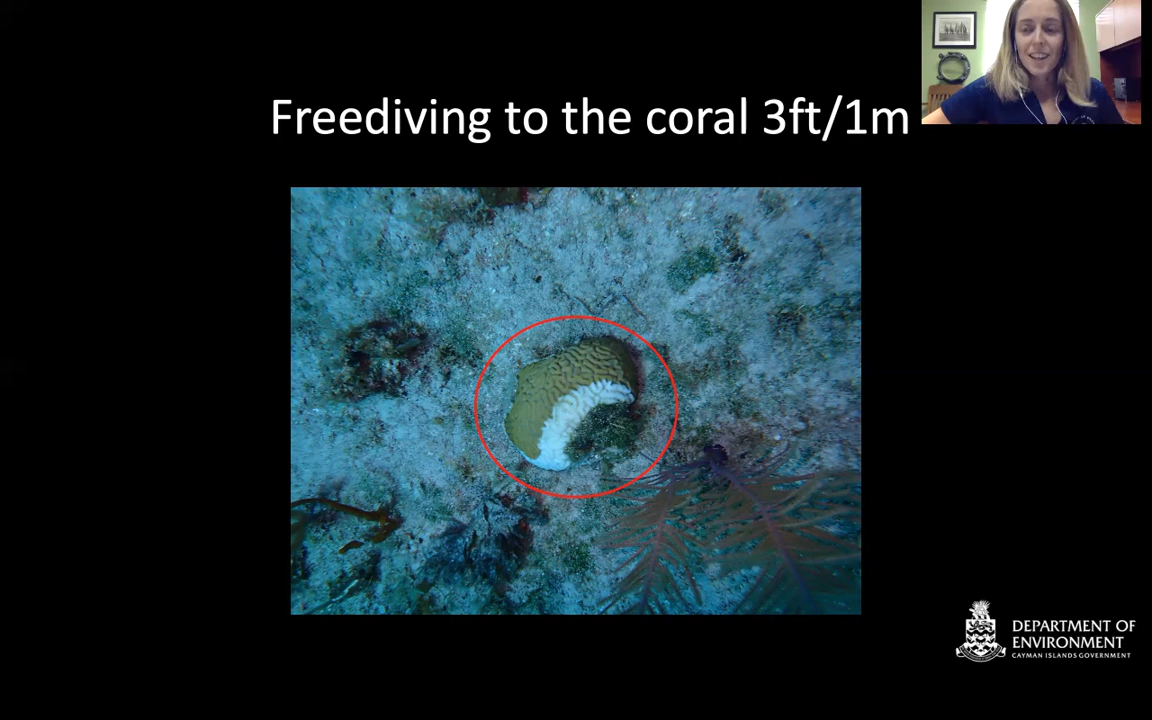 Freediving to the coral 3ft/1m
DEPARTMENT OF
ENVIRONMENT
CAYMAN ISLANDS GOVERNMENT